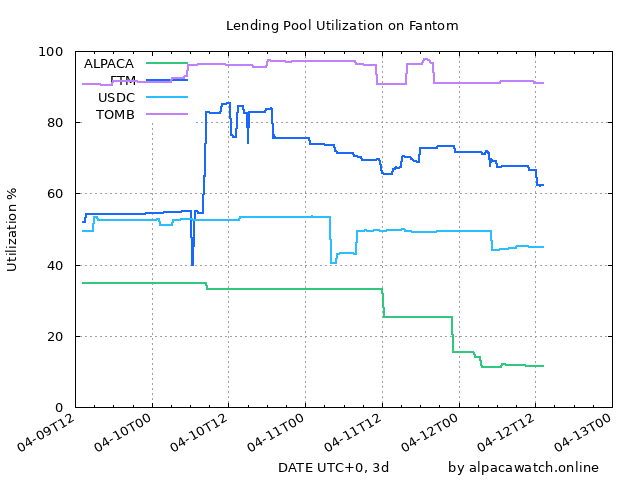 Lending Pool Utilization on Fantom
100
80
60
40
20
0
Utilization %
ALPACA
FTM
USDC
TOMB
04-09T12
04-10T00
04-10T12
04-11T00
04-11T12
04-12T00
04-12T12
04-13T00
DATE UTC+0, 3d by alpacawatch.online